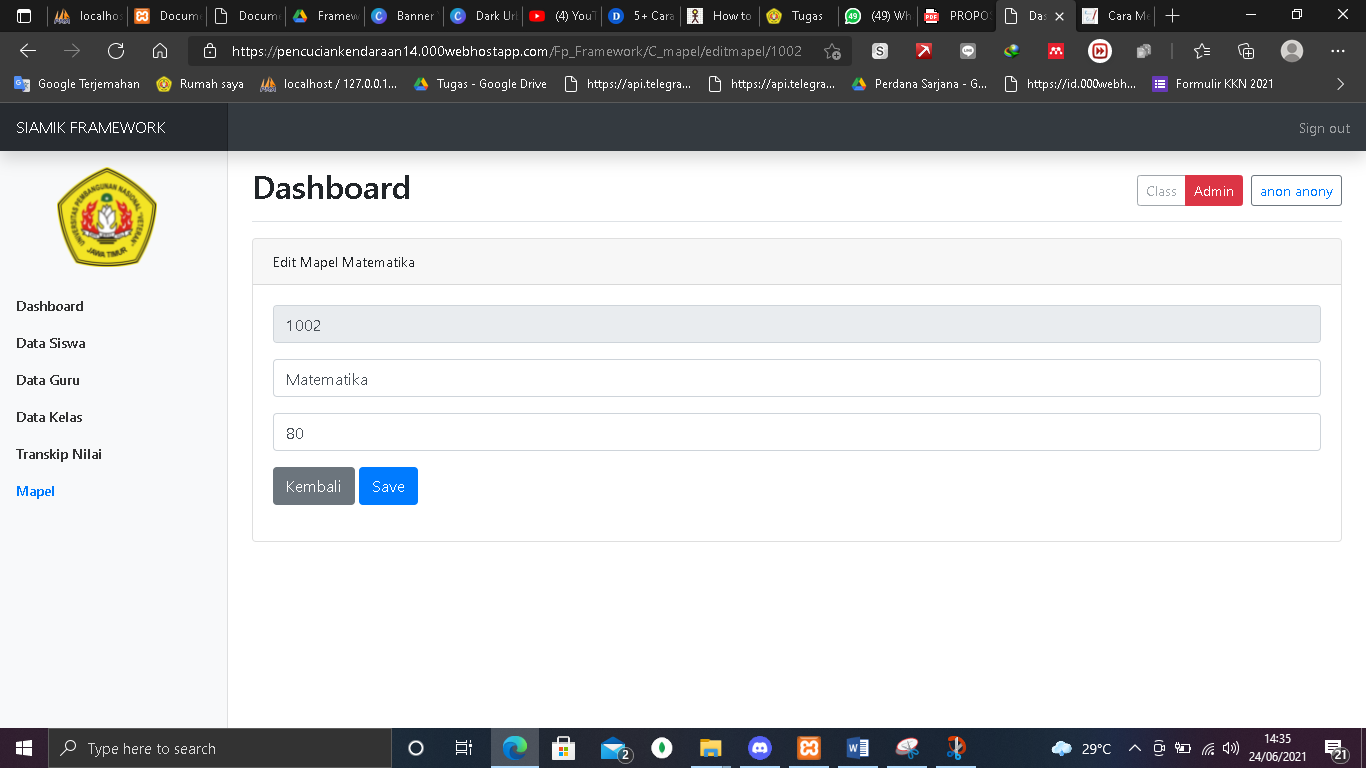 localhos Docume Docume Framew Banner Dark Url (4) YouT 5+ Cara How to Tugas (49) Wh PROPO Das Cara Me
https://pencuciankendaraan14.000webhostapp.com/Fp_Framework/C_mapel/editmapel/1002
Google Terjemahan Rumah saya localhost / 127.0.0.1... Tugas - Google Drive https://api.telegra... https://api.telegra... Perdana Sarjana - G... https://id.000webh... Formulir KKN 2021
SIAMIK FRAMEWORK Sign out
UNIVERSITAS PEMBANGUNAN NASIONAL "VETERAN"
JAWA TIMUR
Dashboard
Data Siswa
Data Guru
Data Kelas
Transkip Nilai
Mapel
Dashboard Class Admin anon anony
Edit Mapel Matematika
1002
Matematika
80
Kembali Save
Type here to search 2 29°C 14:35
24/06/2021 21